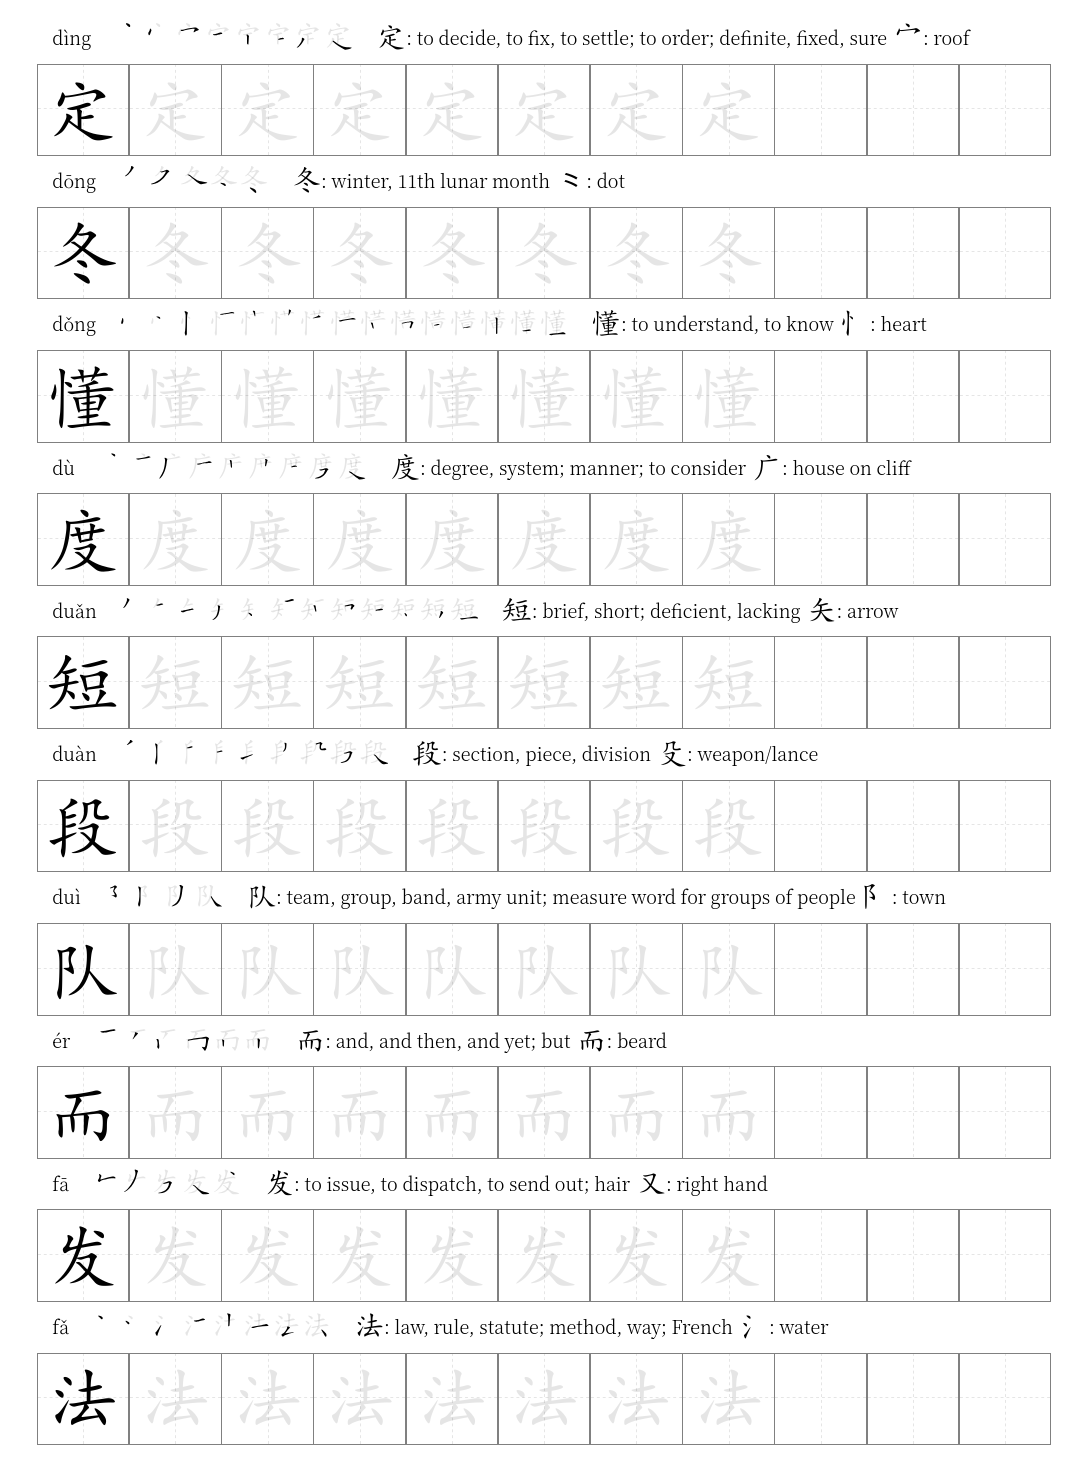 dìng 定: to decide, to fix, to settle; to order; definite, fixed, sure 宀: roof
定 定 定 定 定 定 定 定
dōng 冬: winter, 11th lunar month ⺀: dot
冬 冬 冬 冬 冬 冬 冬 冬
dǒng 懂: to understand, to know 忄: heart
懂 懂 懂 懂 懂 懂 懂 懂
dù 度: degree, system; manner; to consider 广: house on cliff
度 度 度 度 度 度 度 度
duǎn 短: brief, short; deficient, lacking 矢: arrow
短 短 短 短 短 短 短 短
duàn 段: section, piece, division 殳: weapon/lance
段 段 段 段 段 段 段 段
duì 队: team, group, band, army unit; measure word for groups of people 阝: town
队 队 队 队 队 队 队 队
ér 而: and, and then, and yet; but 而: beard
而 而 而 而 而 而 而 而
fā 发: to issue, to dispatch, to send out; hair 又: right hand
发 发 发 发 发 发 发 发
fǎ 法: law, rule, statute; method, way; French 氵: water
法 法 法 法 法 法 法 法